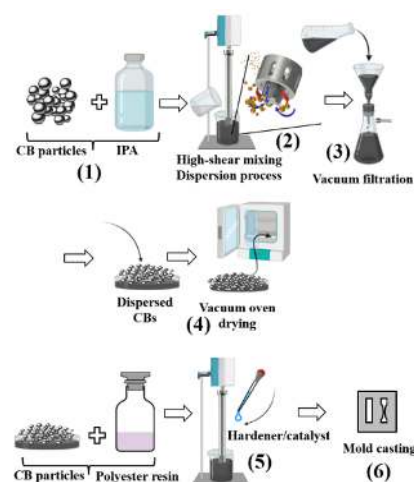 CB particles
IPA
(1)
High-shear mixing
Dispersion process
(2)
(3)
Vacuum filtration
Dispersed
CBs
(4)
Vacuum oven
drying
CB particles
Polyester resin
(5)
Hardener/catalyst
Mold casting
(6)